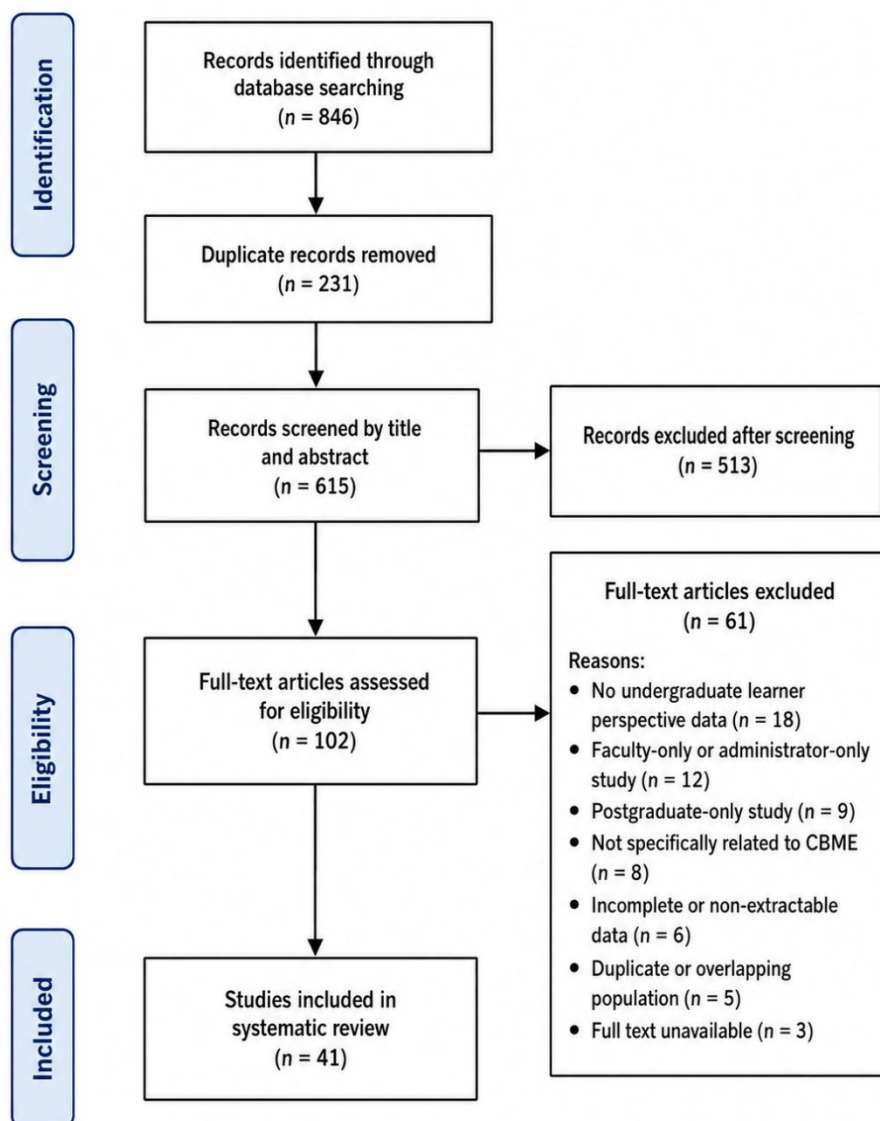 Identification
Records identified through
database searching
(n = 846)
Duplicate records removed
(n = 231)
Screening
Records screened by title
and abstract
(n = 615)
Records excluded after screening
(n = 513)
Eligibility
Full-text articles assessed
for eligibility
(n = 102)
Full-text articles excluded
(n = 61)
Reasons:
• No undergraduate learner
perspective data (n = 18)
• Faculty-only or administrator-only
study (n = 12)
• Postgraduate-only study (n = 9)
• Not specifically related to CBME
(n = 8)
• Incomplete or non-extractable
data (n = 6)
• Duplicate or overlapping
population (n = 5)
• Full text unavailable (n = 3)
Included
Studies included in
systematic review
(n = 41)